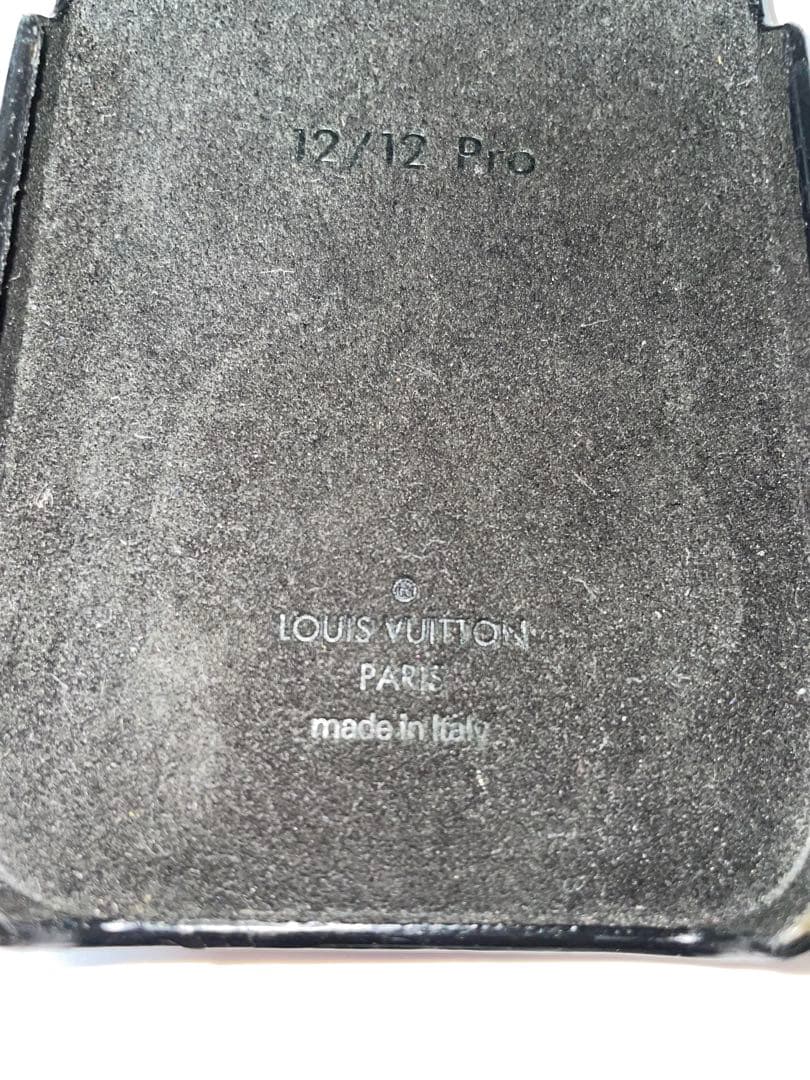 12/12 Pro
®
LOUIS VUITTON
PARIS
made in Italy